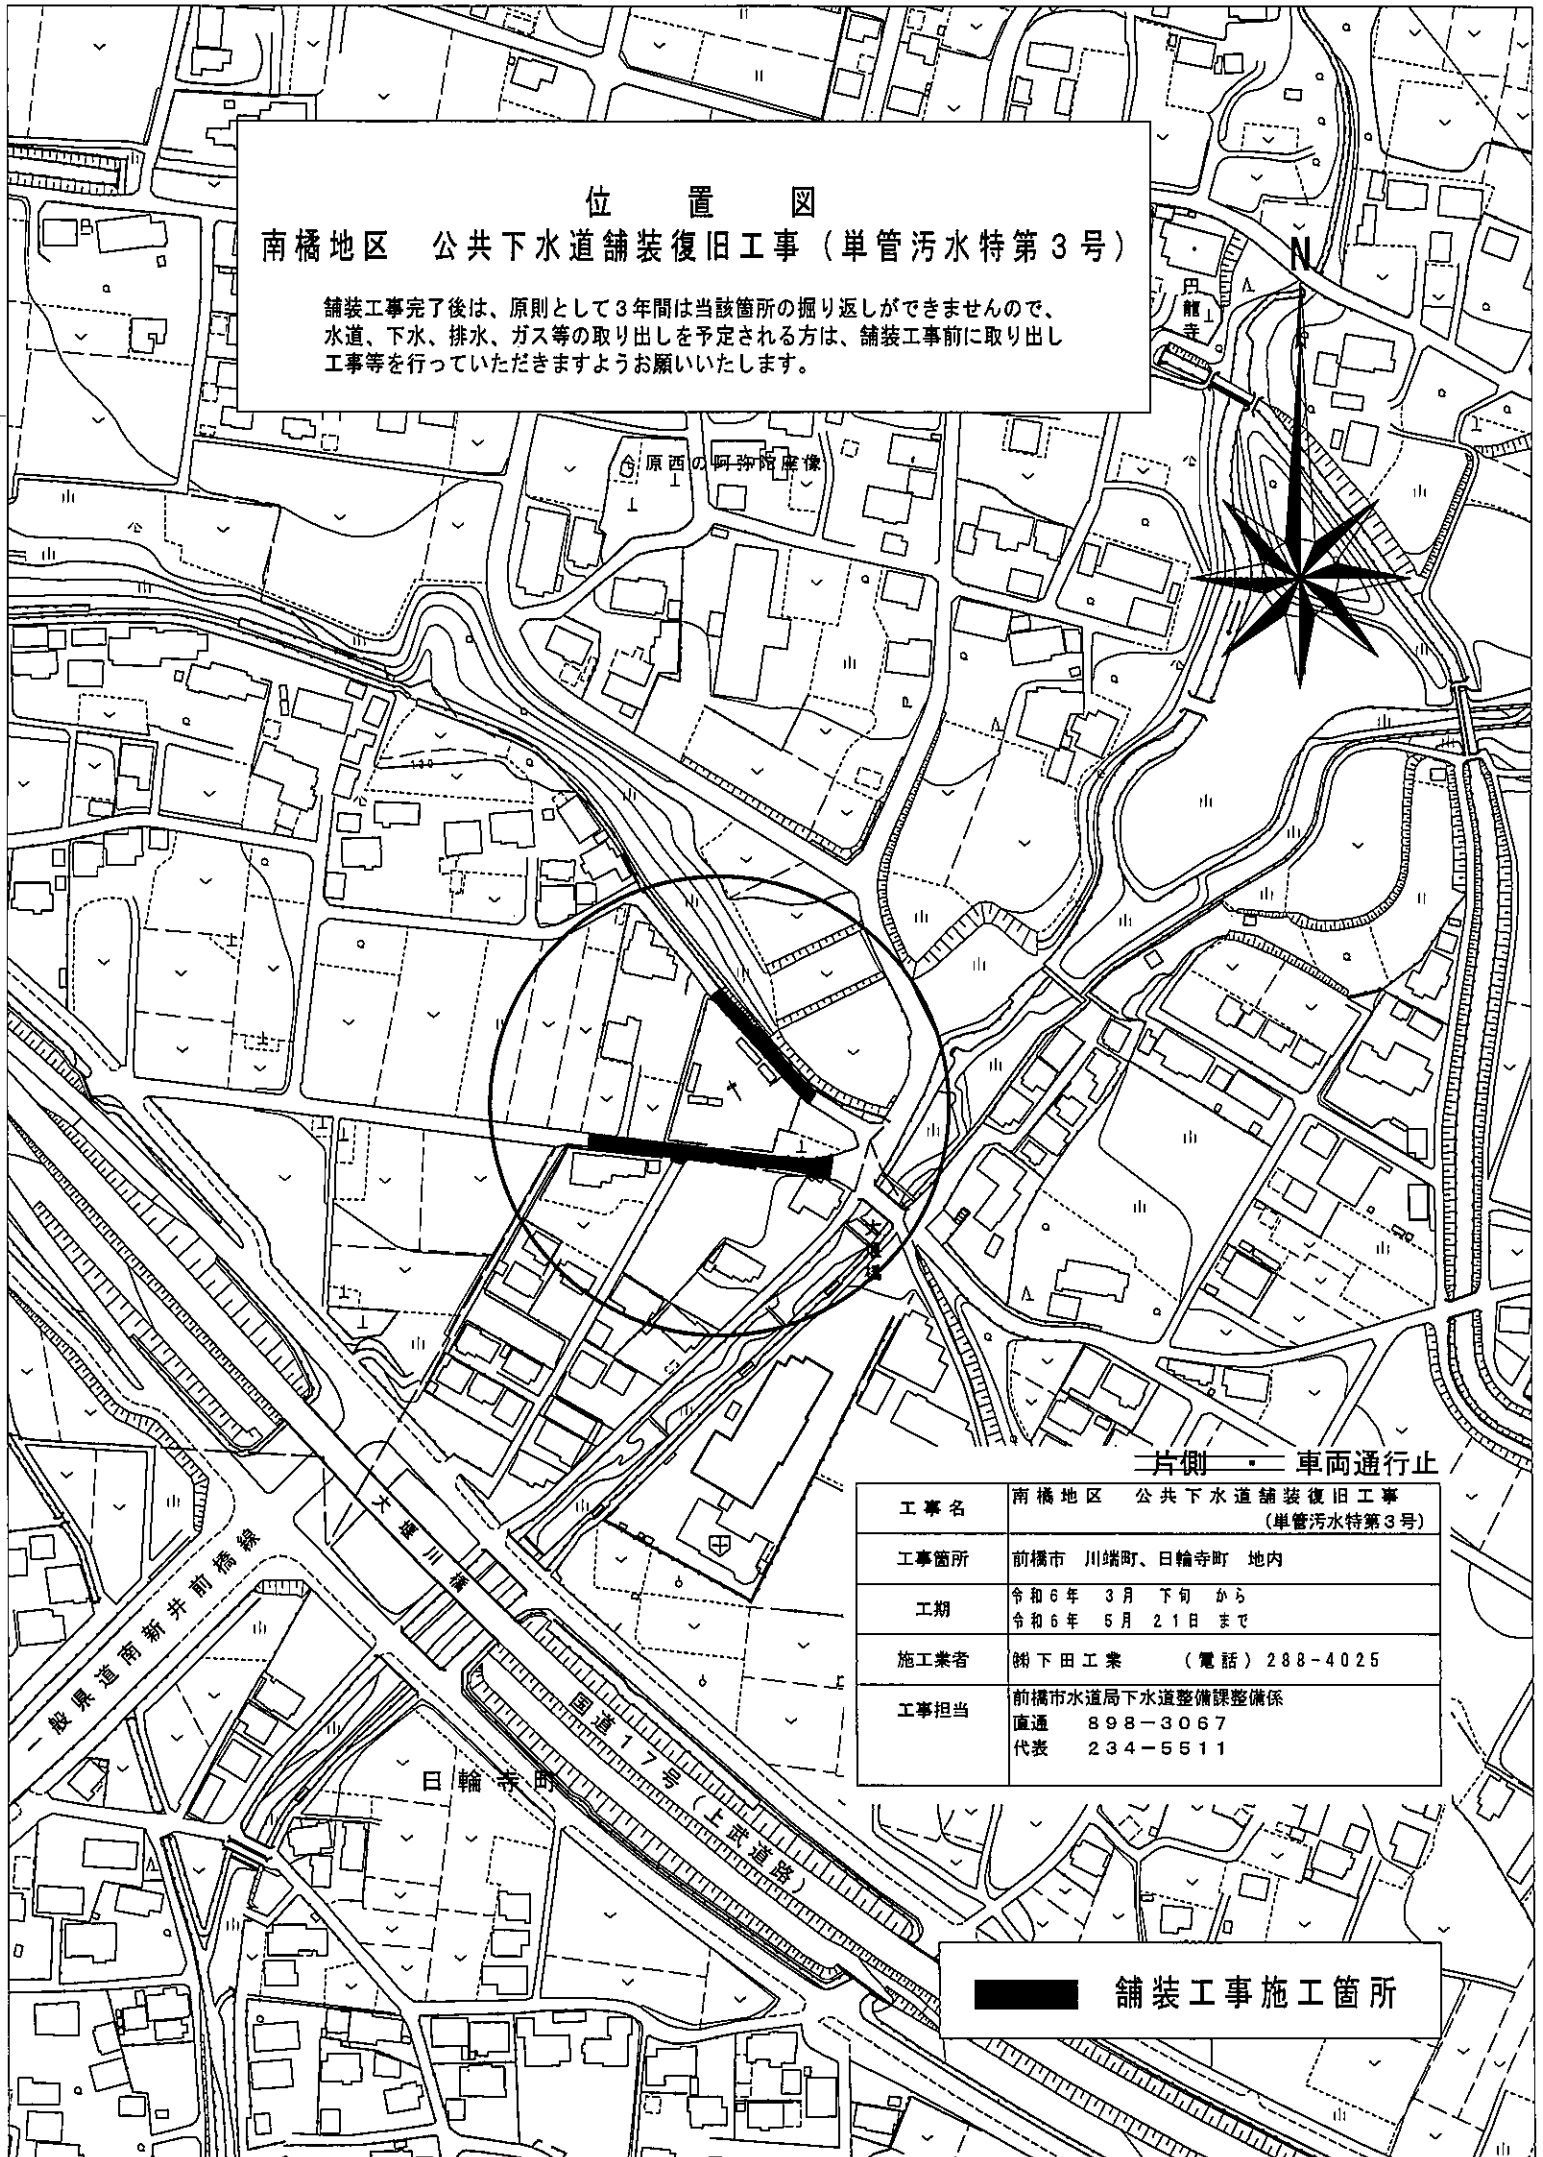 位　置　図
南橘地区　公共下水道舗装復旧工事（単管汚水特第３号）
舗装工事完了後は、原則として３年間は当該箇所の掘り返しができませんので、
水道、下水、排水、ガス等の取り出しを予定される方は、舗装工事前に取り出し
工事等を行っていただきますようお願いいたします。
N
円龍寺
原西の阿弥陀座像
P
130
大堰橋
片側　・　車両通行止
工事名
南橘地区　公共下水道舗装復旧工事
（単管汚水特第３号）
工事箇所
前橋市　川端町、日輪寺町　地内
工期
令和６年　３月　下旬　から
令和６年　５月　２１日　まで
施工業者
㈱下田工業　（電話）２８８－４０２５
工事担当
前橋市水道局下水道整備課整備係
直通　８９８－３０６７
代表　２３４－５５１１
大堰川橋
一般県道南新井前橋線
国道１７号（上武道路）
日輪寺町
舗装工事施工箇所